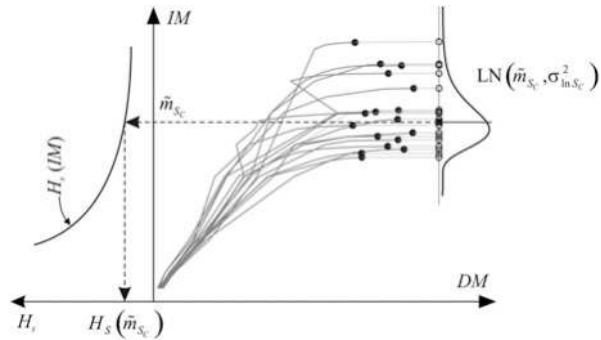 IM
LN(m̃_{S_C}, σ²_{ln S_C})
m̃_{S_C}
H_s(IM)
DM
H_s
H_S(m̃_{S_C})